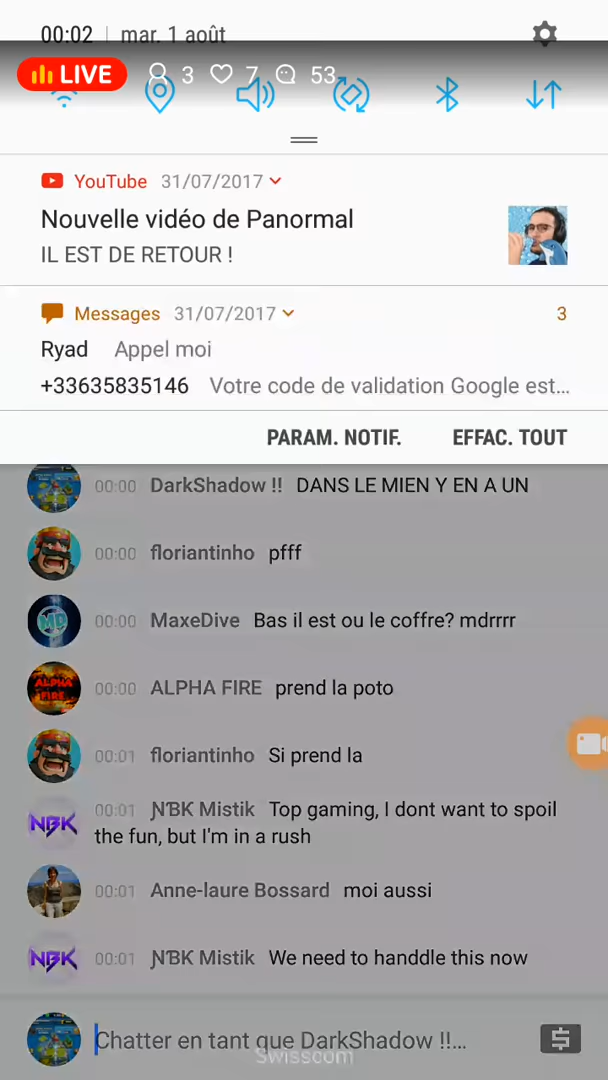 00:02 | mar. 1 août
LIVE 3 7 53
YouTube 31/07/2017
Nouvelle vidéo de Panormal
IL EST DE RETOUR !
Messages 31/07/2017 3
Ryad Appel moi
+33635835146 Votre code de validation Google est...
PARAM. NOTIF. EFFAC. TOUT
00:00 DarkShadow !! DANS LE MIEN Y EN A UN
00:00 floriantinho pfff
00:00 MaxeDive Bas il est ou le coffre? mdrrrr
00:00 ALPHA FIRE prend la poto
00:01 floriantinho Si prend la
00:01 ƝƁK Mistik Top gaming, I dont want to spoil
the fun, but I'm in a rush
00:01 Anne-laure Bossard moi aussi
00:01 ƝƁK Mistik We need to handdle this now
Chatter en tant que DarkShadow !!...
Swisscom